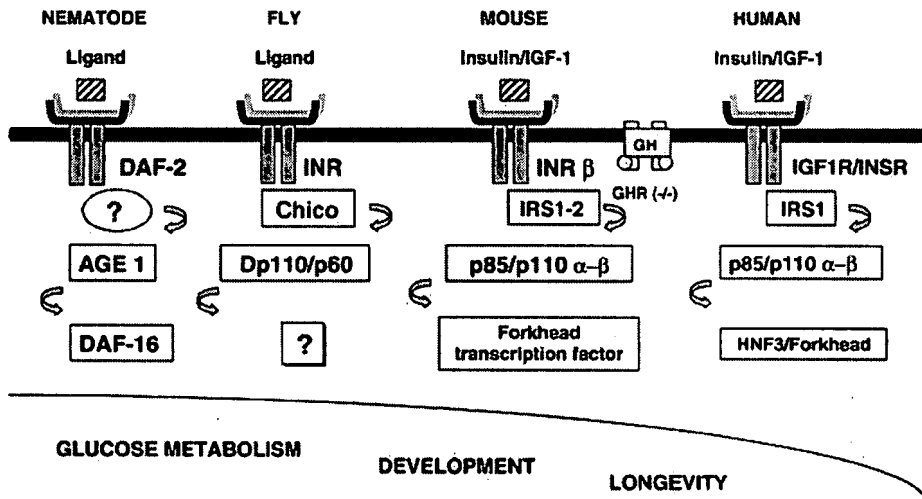 NEMATODE FLY MOUSE HUMAN
Ligand Ligand Insulin/IGF-1 Insulin/IGF-1
GH
DAF-2 INR INR β IGF1R/INSR
GHR (-/-)
? Chico IRS1-2 IRS1
AGE 1 Dp110/p60 p85/p110 α-β p85/p110 α-β
DAF-16 ? Forkhead
transcription factor HNF3/Forkhead
GLUCOSE METABOLISM
DEVELOPMENT
LONGEVITY